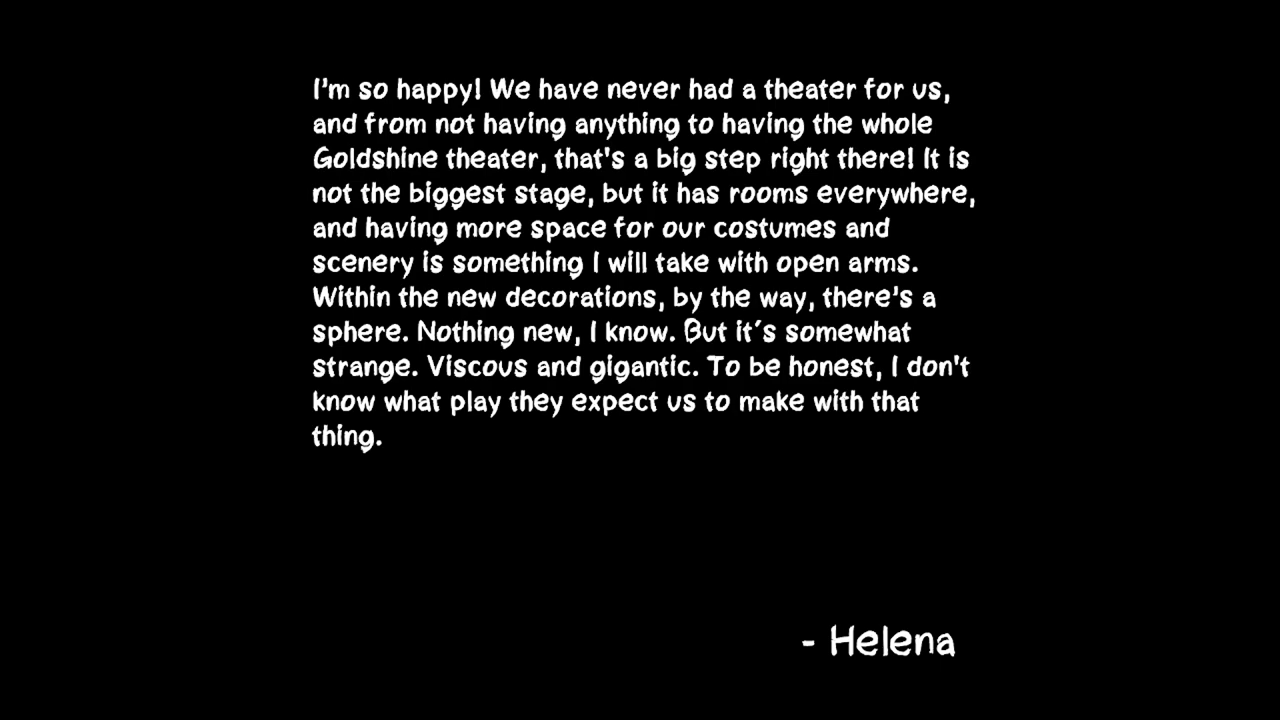 I'm so happy! We have never had a theater for us,
and from not having anything to having the whole
Goldshine theater, that's a big step right there! It is
not the biggest stage, but it has rooms everywhere,
and having more space for our costumes and
scenery is something I will take with open arms.
Within the new decorations, by the way, there's a
sphere. Nothing new, I know. But it´s somewhat
strange. Viscous and gigantic. To be honest, I don't
know what play they expect us to make with that
thing.
- Helena